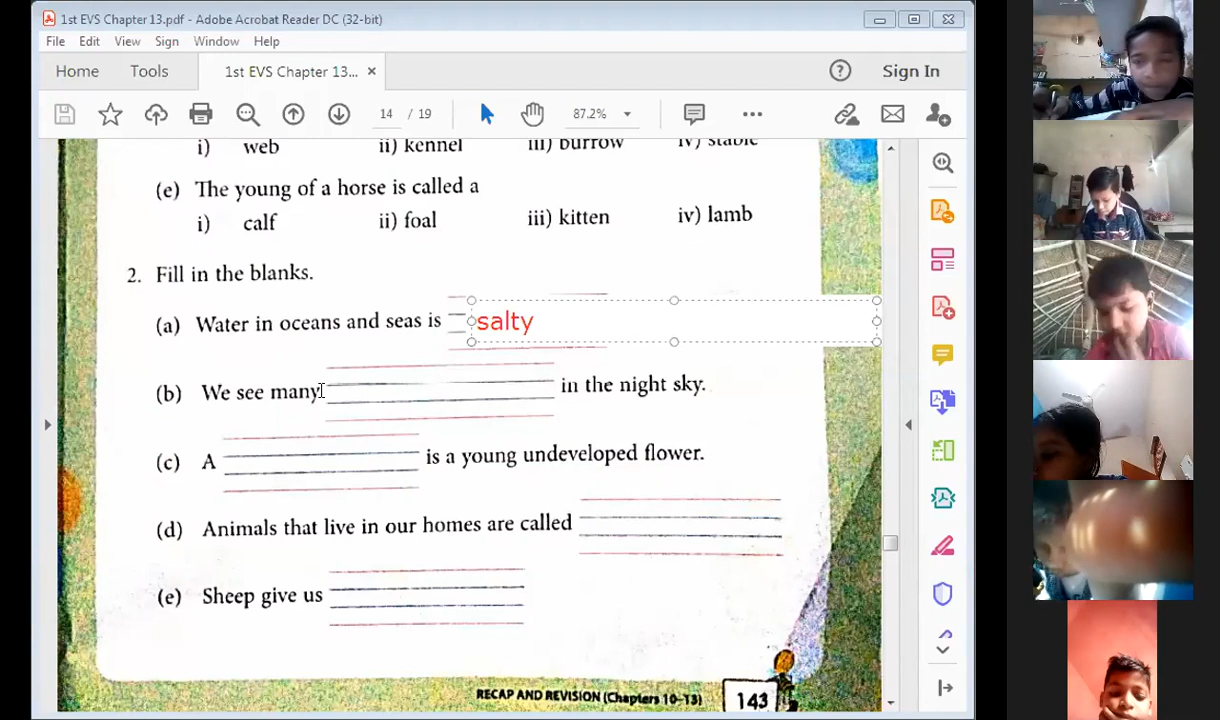 1st EVS Chapter 13.pdf - Adobe Acrobat Reader DC (32-bit)
File Edit View Sign Window Help
Home Tools 1st EVS Chapter 13... × ? Sign In
14 / 19 87.2%
i) web ii) kennel iii) burrow iv) stable
(e) The young of a horse is called a
i) calf ii) foal iii) kitten iv) lamb
2. Fill in the blanks.
(a) Water in oceans and seas is salty
(b) We see many in the night sky.
(c) A is a young undeveloped flower.
(d) Animals that live in our homes are called
(e) Sheep give us
RECAP AND REVISION (Chapters 10-13) 143